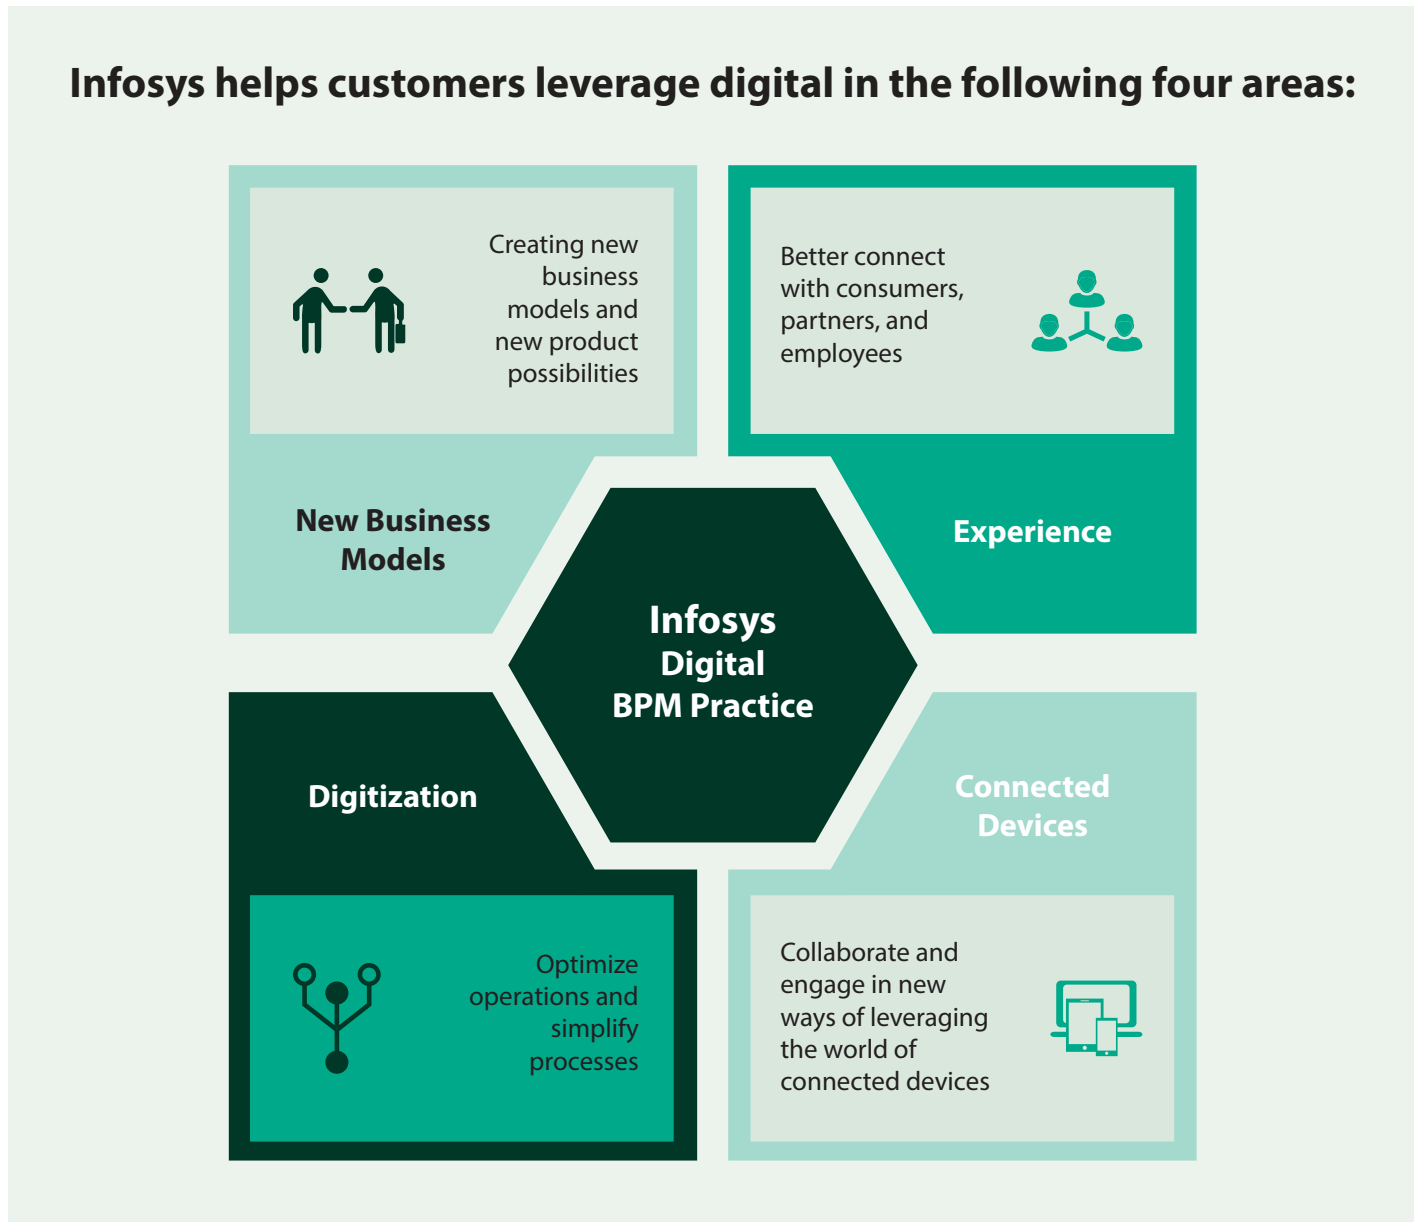 Infosys helps customers leverage digital in the following four areas:
Creating new
business
models and
new product
possibilities
New Business
Models
Better connect
with consumers,
partners, and
employees
Experience
Infosys
Digital
BPM Practice
Digitization
Optimize
operations and
simplify
processes
Connected
Devices
Collaborate and
engage in new
ways of leveraging
the world of
connected devices